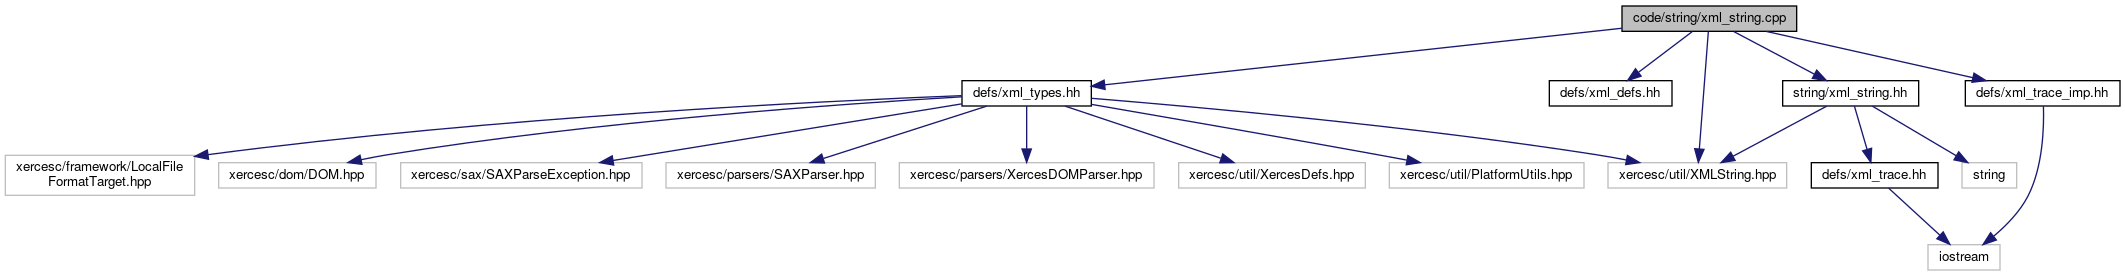 code/string/xml_string.cpp
defs/xml_types.hh
defs/xml_defs.hh
string/xml_string.hh
defs/xml_trace_imp.hh
xercesc/framework/LocalFile
FormatTarget.hpp
xercesc/dom/DOM.hpp
xercesc/sax/SAXParseException.hpp
xercesc/parsers/SAXParser.hpp
xercesc/parsers/XercesDOMParser.hpp
xercesc/util/XercesDefs.hpp
xercesc/util/PlatformUtils.hpp
xercesc/util/XMLString.hpp
defs/xml_trace.hh
string
iostream